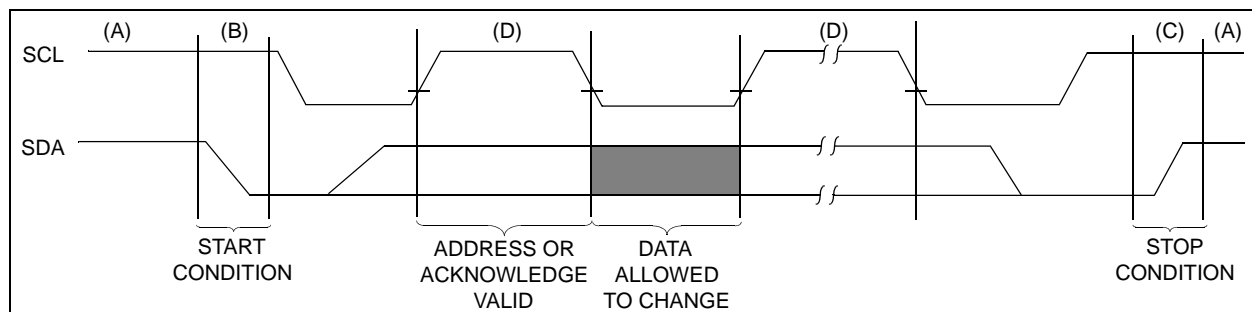 (A) (B) (D) (D) (C) (A)
SCL
SDA
START
CONDITION
ADDRESS OR
ACKNOWLEDGE
VALID
DATA
ALLOWED
TO CHANGE
STOP
CONDITION